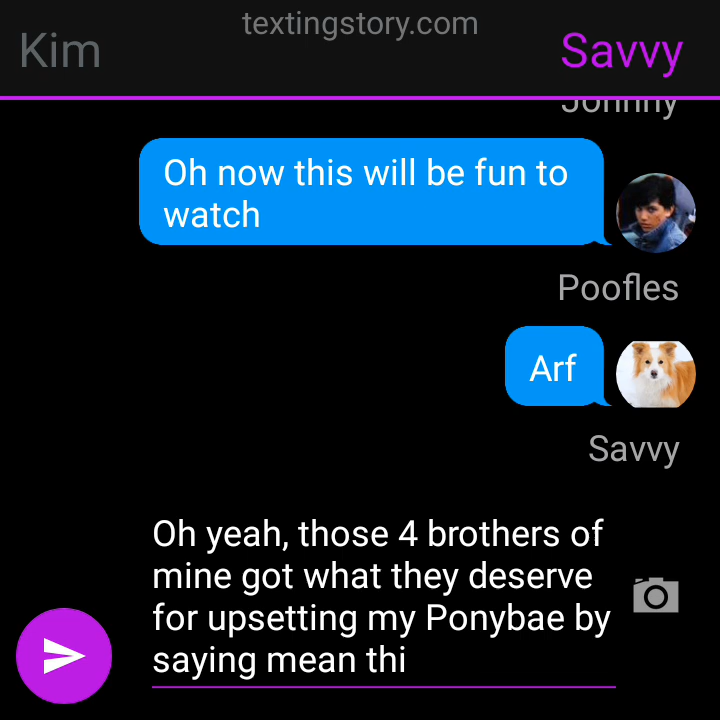 textingstory.com
Kim
Savvy
Johnny
Oh now this will be fun to
watch
Poofles
Arf
Savvy
Oh yeah, those 4 brothers of
mine got what they deserve
for upsetting my Ponybae by
saying mean thi